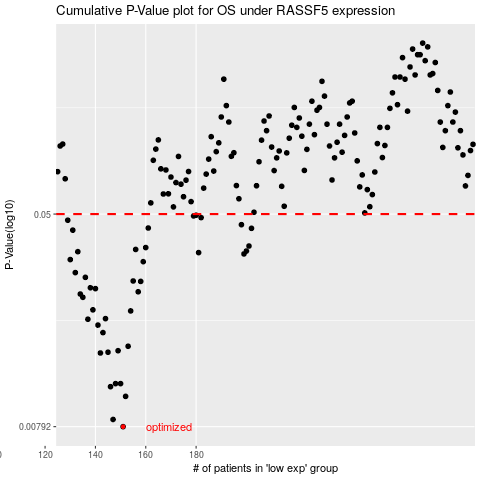 Cumulative P-Value plot for OS under RASSF5 expression
P-Value(log10)
0.05
0.00792
optimized
0 120 140 160 180
# of patients in 'low exp' group